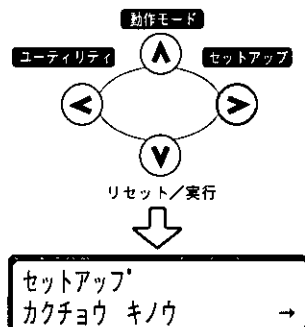 動作モード
ユーティリティ
セットアップ
リセット／実行
セットアップ
カクチョウ キノウ →